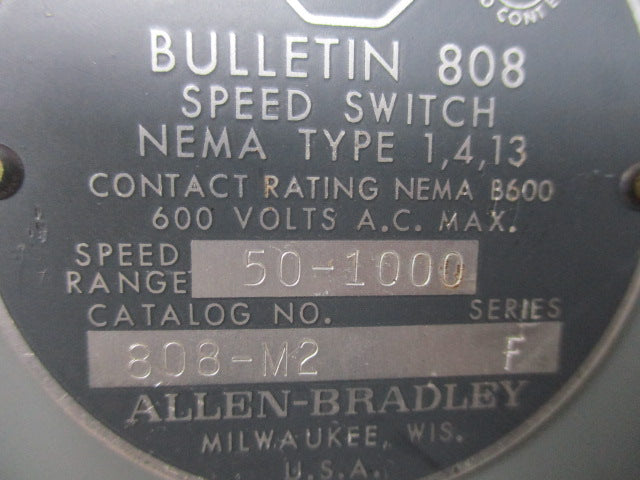 CONT E
BULLETIN 808
SPEED SWITCH
NEMA TYPE 1,4,13
CONTACT RATING NEMA B600
600 VOLTS A.C. MAX.
SPEED RANGE 50-1000
CATALOG NO. SERIES
808-M2 F
ALLEN-BRADLEY
MILWAUKEE, WIS.
U.S.A.